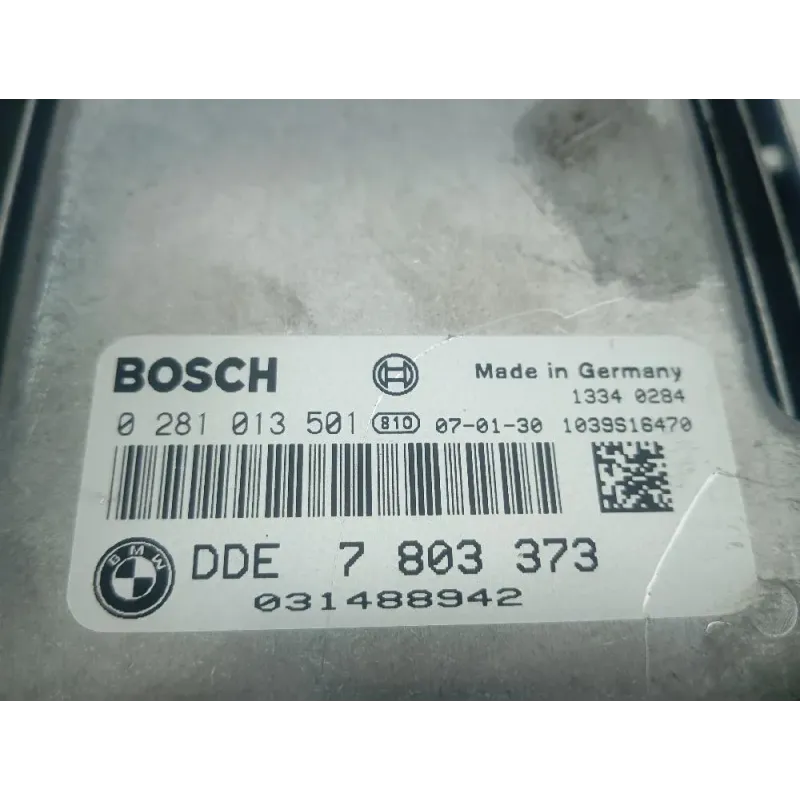 BOSCH
Made in Germany
1334 0284
0 281 013 501 810 07-01-30 1039S16470
BMW
DDE 7 803 373
031488942